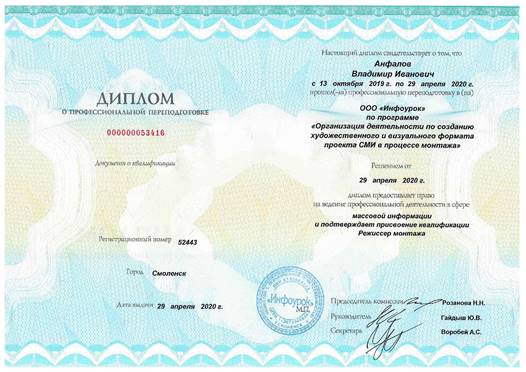 ДИПЛОМ
О ПРОФЕССИОНАЛЬНОЙ ПЕРЕПОДГОТОВКЕ
000000053416
Документ о квалификации
Регистрационный номер 52443
Город Смоленск
Дата выдачи 29 апреля 2020 г.
Настоящий диплом свидетельствует о том, что
Анфалов
Владимир Иванович
с 13 октября 2019 г. по 29 апреля 2020 г.
прошел(-ла) профессиональную переподготовку в (на)
ООО «Инфоурок»
по программе
«Организация деятельности по созданию
художественного и визуального формата
проекта СМИ в процессе монтажа»
Решением от
29 апреля 2020 г.
диплом предоставляет право
на ведение профессиональной деятельности в сфере
массовой информации
и подтверждает присвоение квалификации
Режиссер монтажа
«Инфоурок»
М.П.
Председатель комиссии Розанова Н.Н.
Руководитель Гайдыш Ю.В.
Секретарь Воробей А.С.